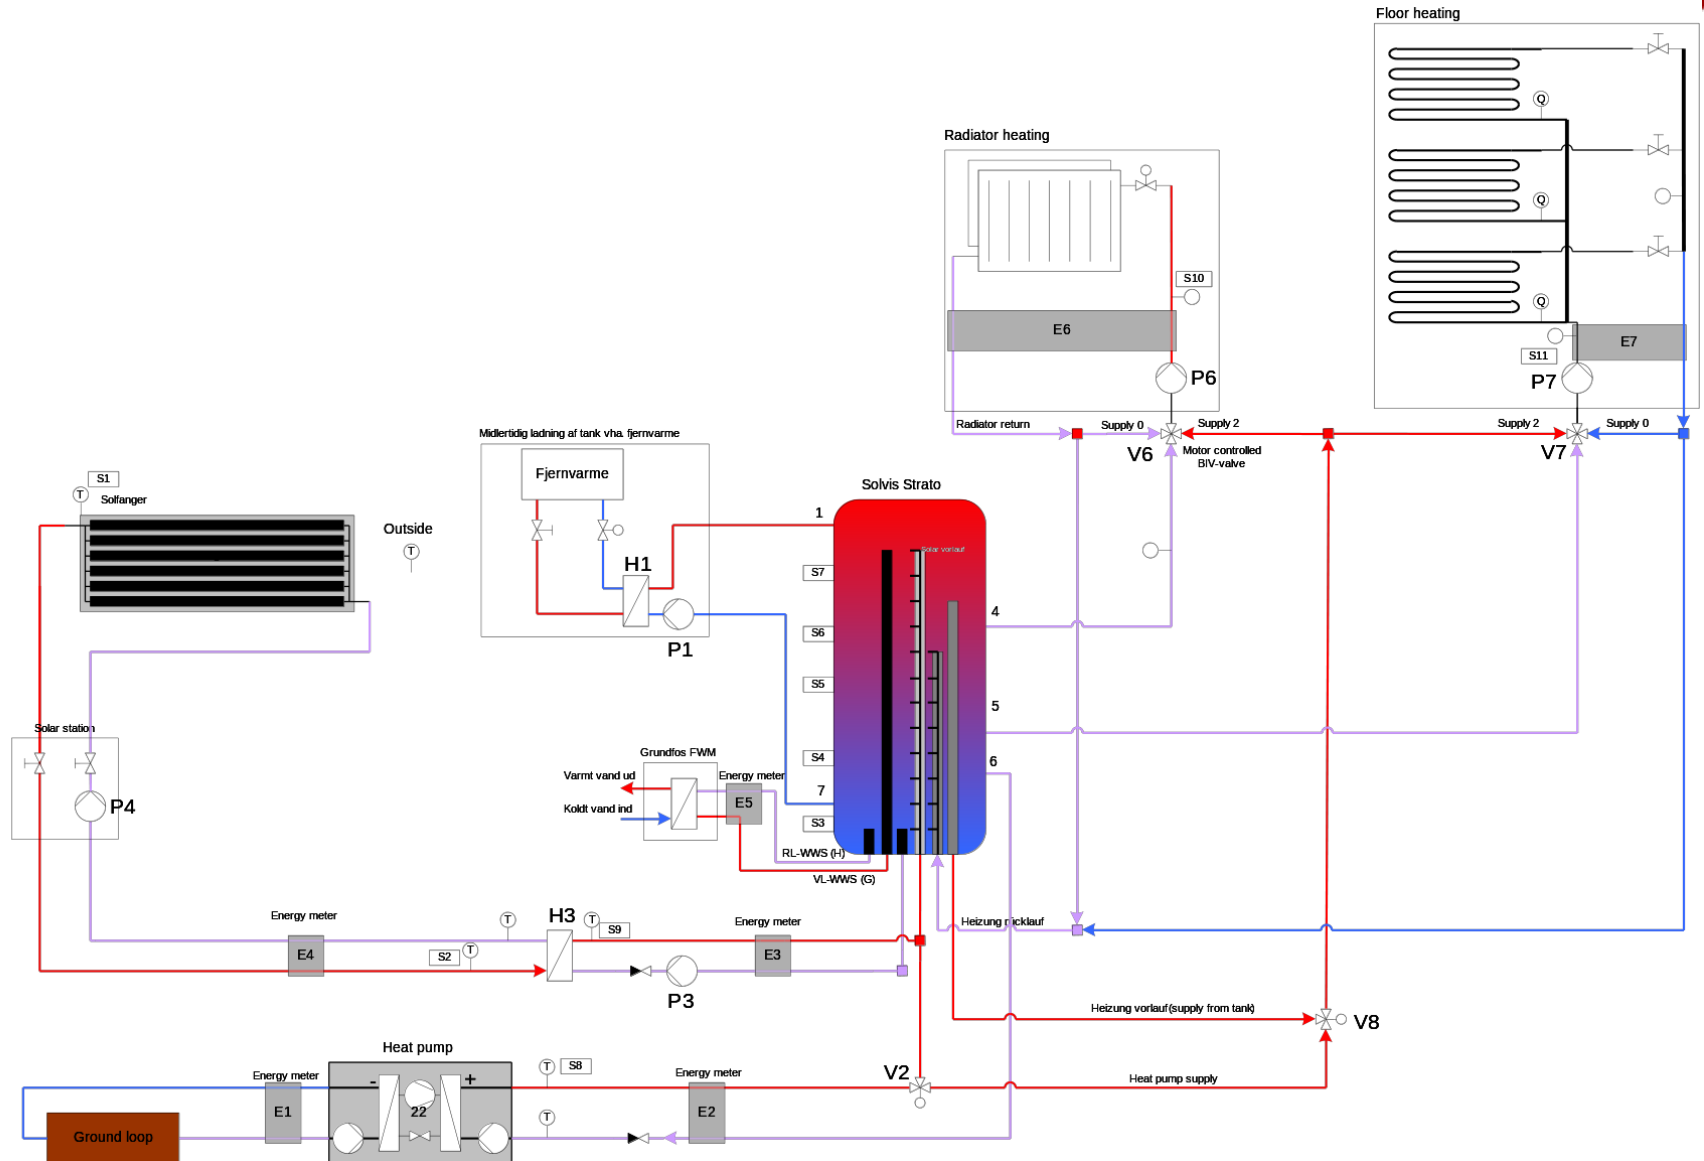 Floor heating
Q
Q
Q
S11
P7
E7
Radiator heating
S10
E6
P6
Radiator return
Supply 0
Supply 2
Supply 2
Supply 0
V6
Motor controlled
BIV-valve
V7
Midlertidig ladning af tank vha. fjernvarme
Fjernvarme
H1
P1
S1
T
Solfanger
Outside
T
Solvis Strato
1
Solar vorlauf
S7
4
S6
S5
5
S4
6
7
S3
Solar station
P4
Grundfos FWM
Varmt vand ud
Koldt vand ind
Energy meter
E5
RL-WWS (H)
VL-WWS (G)
Energy meter
E4
T
S2
T
H3
T
S9
Energy meter
E3
P3
Heizung rücklauf
Heizung vorlauf(supply from tank)
V8
Heat pump
Energy meter
E1
-
+
22
T
S8
T
Energy meter
E2
V2
Heat pump supply
Ground loop